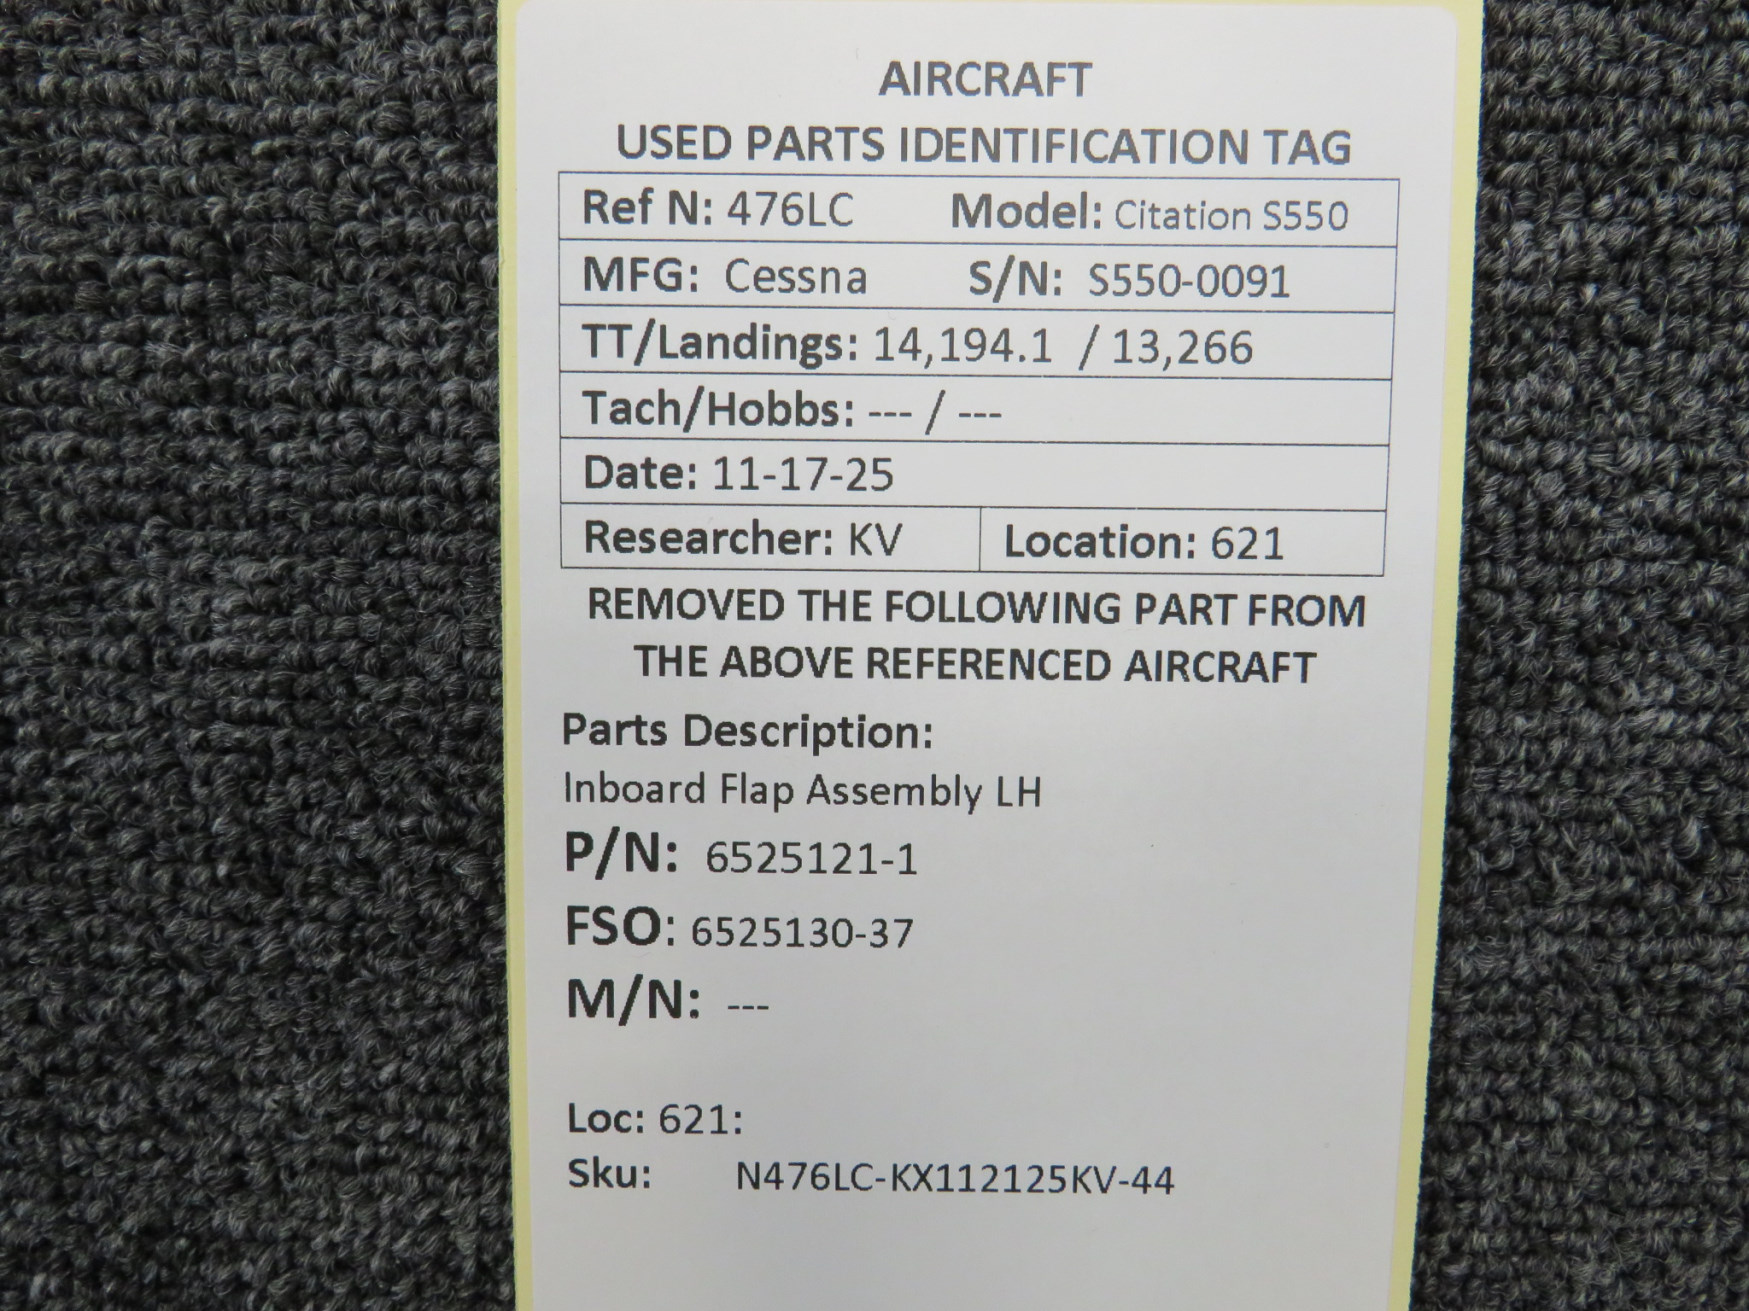 AIRCRAFT
USED PARTS IDENTIFICATION TAG
Ref N: 476LC Model: Citation S550
MFG: Cessna S/N: S550-0091
TT/Landings: 14,194.1 / 13,266
Tach/Hobbs: --- / ---
Date: 11-17-25
Researcher: KV Location: 621
REMOVED THE FOLLOWING PART FROM
THE ABOVE REFERENCED AIRCRAFT
Parts Description:
Inboard Flap Assembly LH
P/N: 6525121-1
FSO: 6525130-37
M/N: ---
Loc: 621:
Sku: N476LC-KX112125KV-44